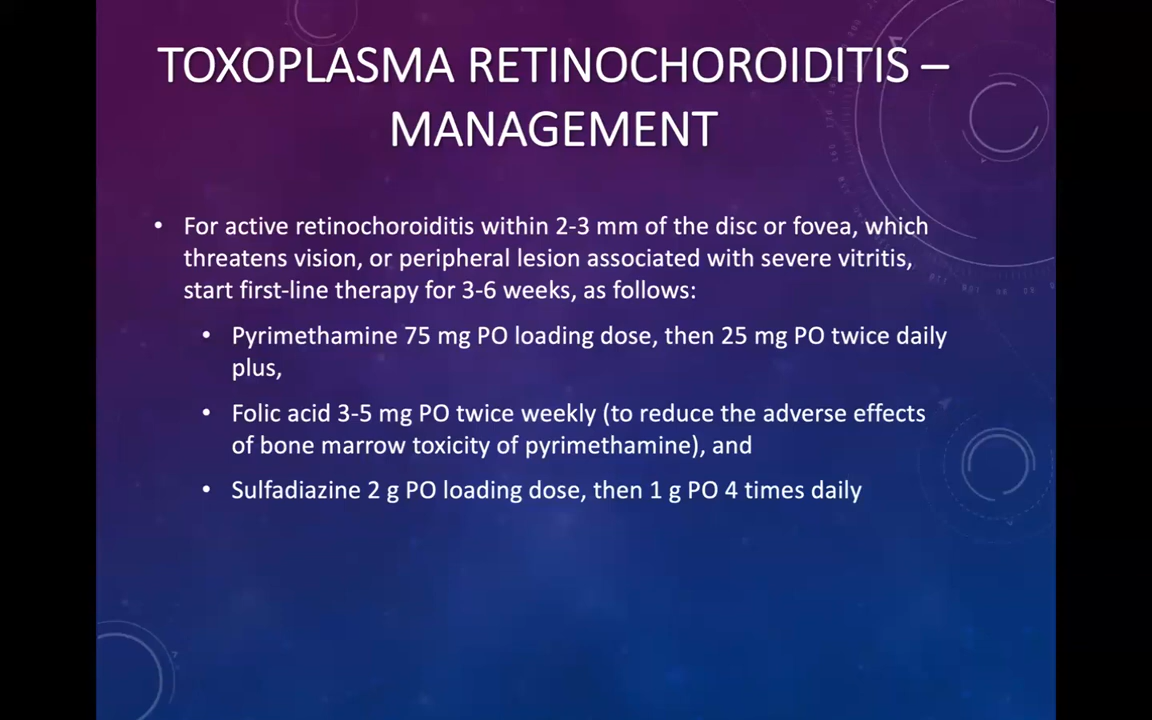 TOXOPLASMA RETINOCHOROIDITIS –
MANAGEMENT
• For active retinochoroiditis within 2-3 mm of the disc or fovea, which
threatens vision, or peripheral lesion associated with severe vitritis,
start first-line therapy for 3-6 weeks, as follows:
• Pyrimethamine 75 mg PO loading dose, then 25 mg PO twice daily
plus,
• Folic acid 3-5 mg PO twice weekly (to reduce the adverse effects
of bone marrow toxicity of pyrimethamine), and
• Sulfadiazine 2 g PO loading dose, then 1 g PO 4 times daily